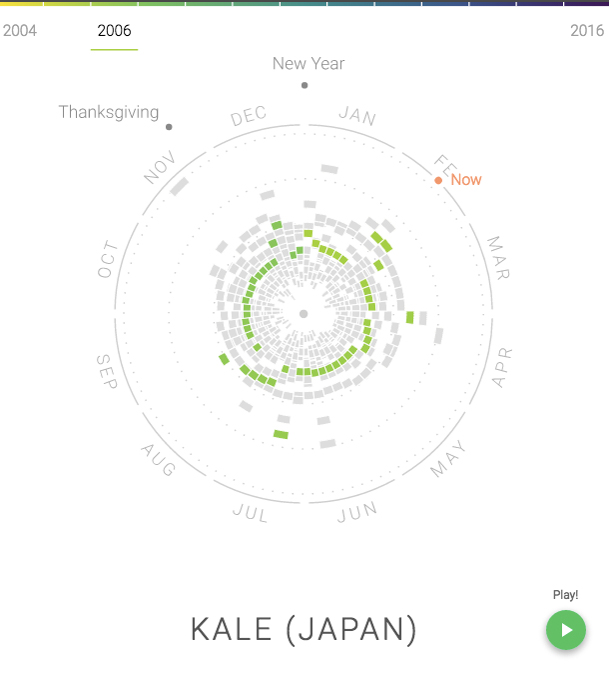 2004
2006
2016
New Year
Thanksgiving
DEC
JAN
NOV
FE
Now
OCT
MAR
SEP
APR
AUG
MAY
JUL
JUN
Play!
KALE (JAPAN)